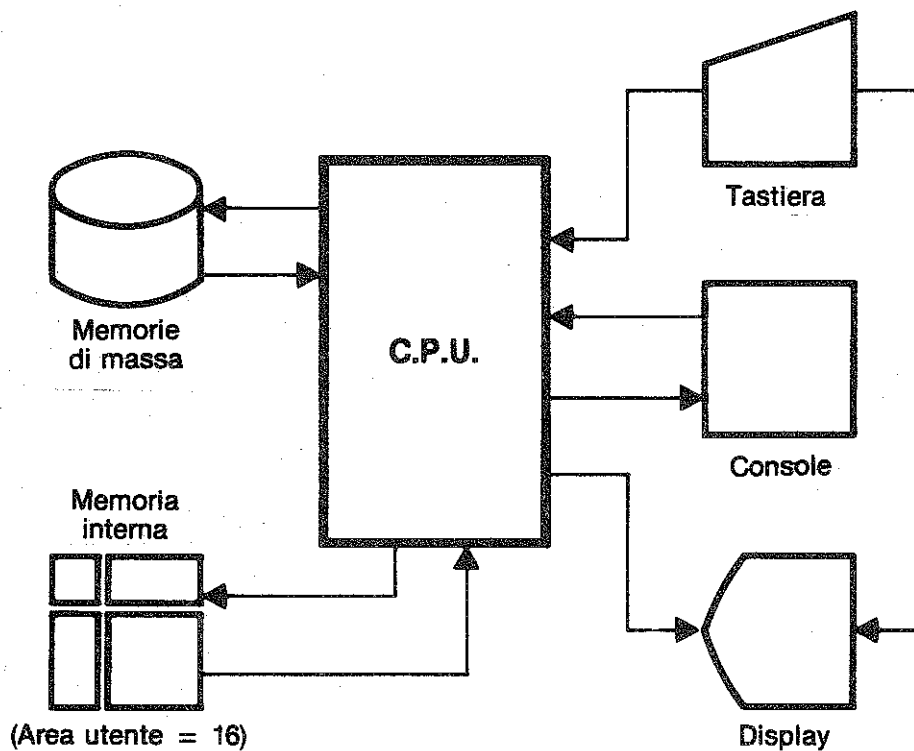 Tastiera
Memorie
di massa
C.P.U.
Console
Memoria
interna
(Area utente = 16)
Display